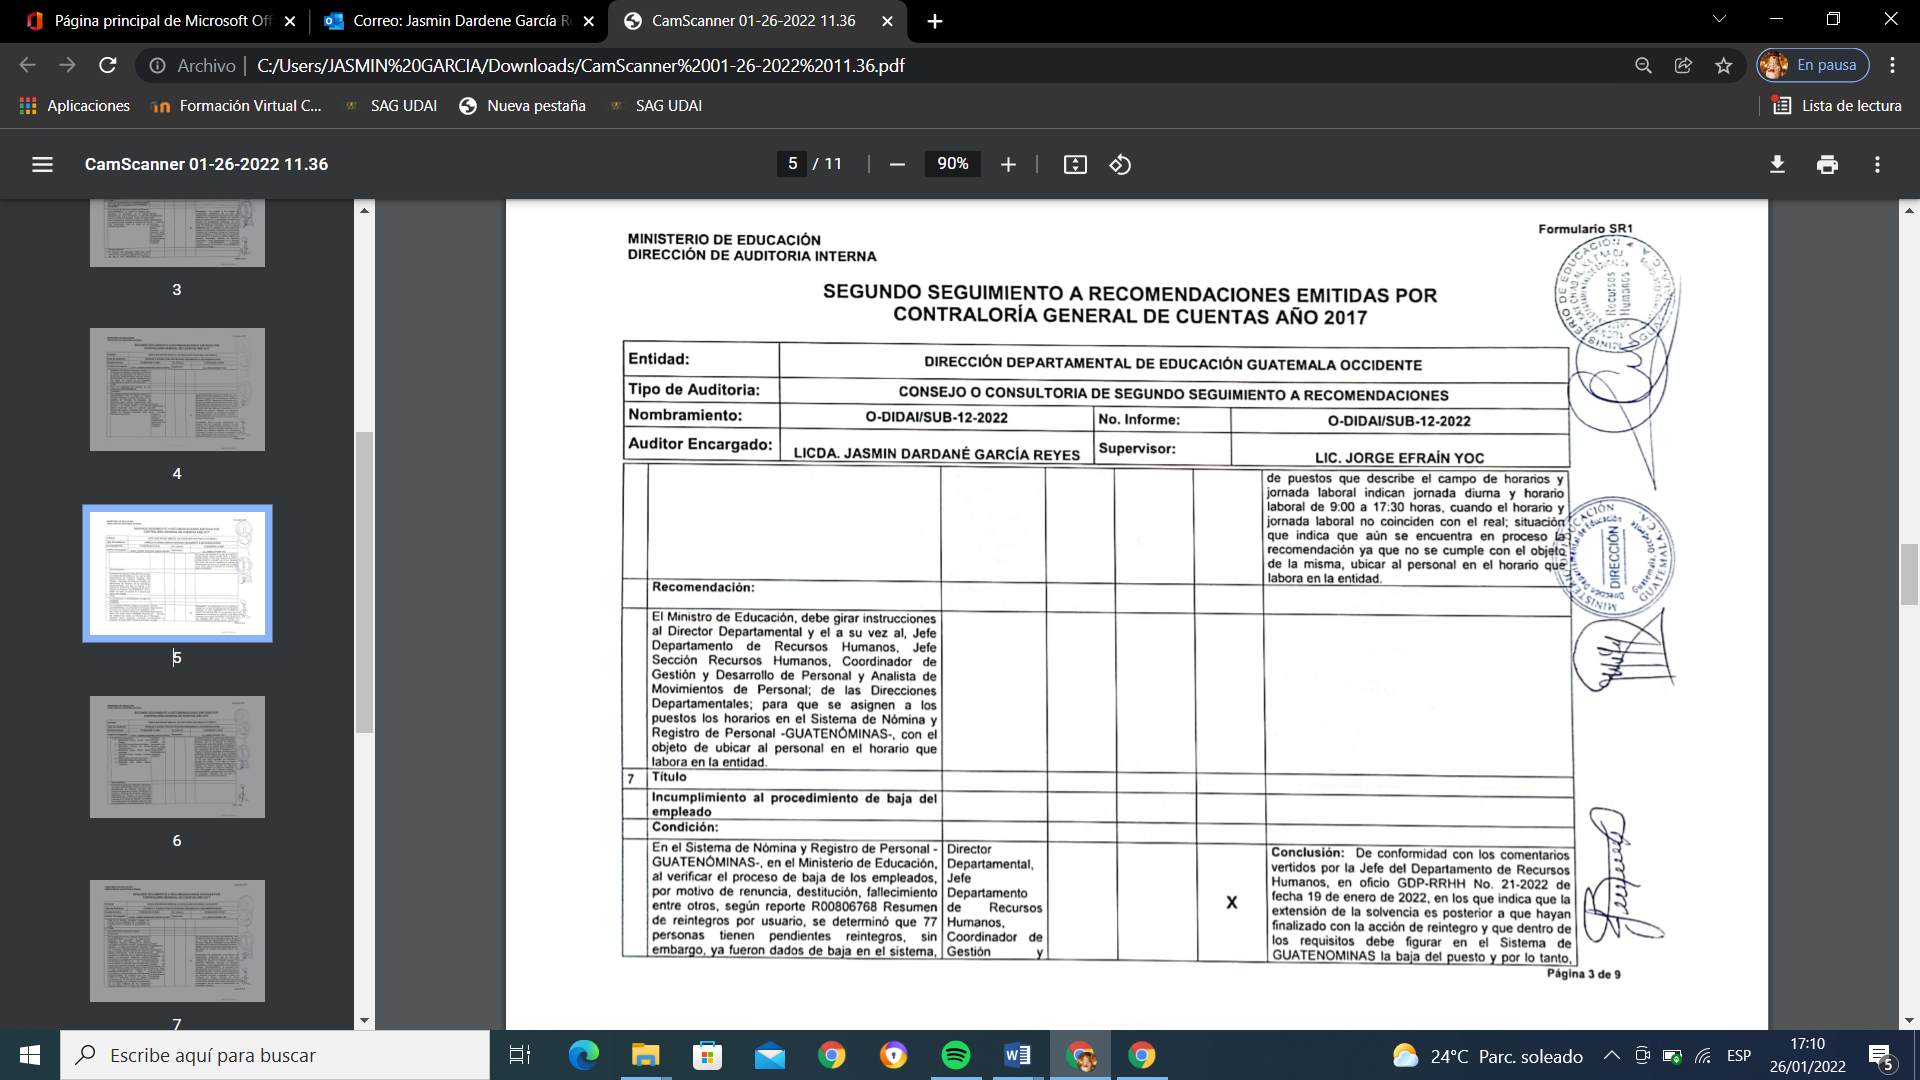 Página principal de Microsoft Off
Correo: Jasmin Dardene García R
CamScanner 01-26-2022 11.36
Archivo
C:/Users/JASMIN%20GARCIA/Downloads/CamScanner%2001-26-2022%2011.36.pdf
En pausa
Aplicaciones
Formación Virtual C...
SAG UDAI
Nueva pestaña
SAG UDAI
Lista de lectura
CamScanner 01-26-2022 11.36
5 / 11
90%
3
4
5
6
7
Formulario SR1
MINISTERIO DE EDUCACIÓN
DIRECCIÓN DE AUDITORIA INTERNA
SEGUNDO SEGUIMIENTO A RECOMENDACIONES EMITIDAS POR
CONTRALORÍA GENERAL DE CUENTAS AÑO 2017
Entidad:
DIRECCIÓN DEPARTAMENTAL DE EDUCACIÓN GUATEMALA OCCIDENTE
Tipo de Auditoria:
CONSEJO O CONSULTORIA DE SEGUNDO SEGUIMIENTO A RECOMENDACIONES
Nombramiento:
O-DIDAI/SUB-12-2022
No. Informe:
O-DIDAI/SUB-12-2022
Auditor Encargado:
LICDA. JASMIN DARDANÉ GARCÍA REYES
Supervisor:
LIC. JORGE EFRAÍN YOC
de puestos que describe el campo de horarios y
jornada laboral indican jornada diurna y horario
laboral de 9:00 a 17:30 horas, cuando el horario y
jornada laboral no coinciden con el real; situación
que indica que aún se encuentra en proceso la
recomendación ya que no se cumple con el objeto
de la misma, ubicar al personal en el horario que
labora en la entidad.
Recomendación:
El Ministro de Educación, debe girar instrucciones
al Director Departamental y el a su vez al, Jefe
Departamento de Recursos Humanos, Jefe
Sección Recursos Humanos, Coordinador de
Gestión y Desarrollo de Personal y Analista de
Movimientos de Personal; de las Direcciones
Departamentales; para que se asignen a los
puestos los horarios en el Sistema de Nómina y
Registro de Personal -GUATENÓMINAS-, con el
objeto de ubicar al personal en el horario que
labora en la entidad.
7
Título
Incumplimiento al procedimiento de baja del
empleado
Condición:
En el Sistema de Nómina y Registro de Personal -
GUATENÓMINAS-, en el Ministerio de Educación,
al verificar el proceso de baja de los empleados,
por motivo de renuncia, destitución, fallecimiento
entre otros, según reporte R00806768 Resumen
de reintegros por usuario, se determinó que 77
personas tienen pendientes reintegros, sin
embargo, ya fueron dados de baja en el sistema,
Director
Departamental,
Jefe
Departamento
de Recursos
Humanos,
Coordinador de
Gestión y
X
Conclusión: De conformidad con los comentarios
vertidos por la Jefe del Departamento de Recursos
Humanos, en oficio GDP-RRHH No. 21-2022 de
fecha 19 de enero de 2022, en los que indica que la
extensión de la solvencia es posterior a que hayan
finalizado con la acción de reintegro y que dentro de
los requisitos debe figurar en el Sistema de
GUATENOMINAS la baja del puesto y por lo tanto,
Página 3 de 9
Recursos
Humanos
DIRECCIÓN
Escribe aquí para buscar
24°C Parc. soleado
ESP
17:10
26/01/2022
5